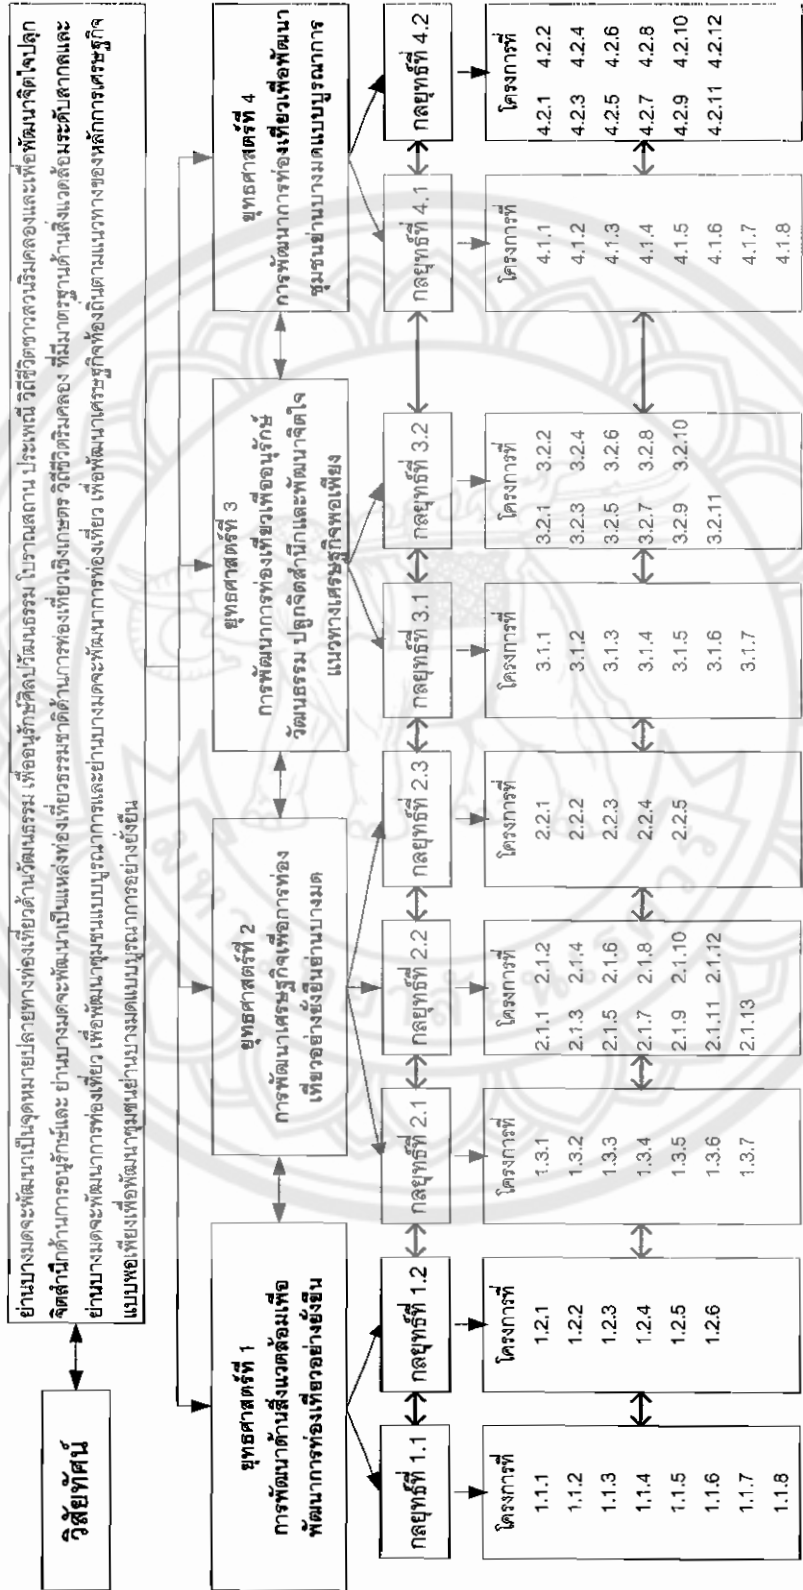 วิสัยทัศน์
ย่านบางมดจะพัฒนาเป็นจุดหมายปลายทางท่องเที่ยวด้านวัฒนธรรม เพื่ออนุรักษ์ศิลปวัฒนธรรม โบราณสถาน ประเพณี วิถีชีวิตชาวสวนริมคลองและเพื่อพัฒนาจิตใจปลุก
จิตสำนึกด้านการอนุรักษ์และ ย่านบางมดจะพัฒนาเป็นแหล่งท่องเที่ยวธรรมชาติด้านการท่องเที่ยวเชิงเกษตร วิถีชีวิตริมคลอง ที่มีมาตรฐานด้านสิ่งแวดล้อมระดับสากลและ
ย่านบางมดจะพัฒนาการท่องเที่ยว เพื่อพัฒนาชุมชนแบบบูรณาการและย่านบางมดจะพัฒนาการท่องเที่ยว เพื่อพัฒนาเศรษฐกิจท้องถิ่นตามแนวทางของหลักการเศรษฐกิจ
แบบพอเพียงเพื่อพัฒนาชุมชนย่านบางมดแบบบูรณาการอย่างยั่งยืน
ยุทธศาสตร์ที่ 1
การพัฒนาด้านสิ่งแวดล้อมเพื่อ
พัฒนาการท่องเที่ยวอย่างยั่งยืน
ยุทธศาสตร์ที่ 2
การพัฒนาเศรษฐกิจเพื่อการท่อง
เที่ยวอย่างยั่งยืนย่านบางมด
ยุทธศาสตร์ที่ 3
การพัฒนาการท่องเที่ยวเพื่ออนุรักษ์
วัฒนธรรม ปลูกจิตสำนึกและพัฒนาจิตใจ
แนวทางเศรษฐกิจพอเพียง
ยุทธศาสตร์ที่ 4
การพัฒนาการท่องเที่ยวเพื่อพัฒนา
ชุมชนย่านบางมดแบบบูรณาการ
กลยุทธ์ที่ 1.1
กลยุทธ์ที่ 1.2
กลยุทธ์ที่ 2.1
กลยุทธ์ที่ 2.2
กลยุทธ์ที่ 2.3
กลยุทธ์ที่ 3.1
กลยุทธ์ที่ 3.2
กลยุทธ์ที่ 4.1
กลยุทธ์ที่ 4.2
โครงการที่
1.1.1
1.1.2
1.1.3
1.1.4
1.1.5
1.1.6
1.1.7
1.1.8
โครงการที่
1.2.1
1.2.2
1.2.3
1.2.4
1.2.5
1.2.6
โครงการที่
1.3.1
1.3.2
1.3.3
1.3.4
1.3.5
1.3.6
1.3.7
โครงการที่
2.1.1 2.1.2
2.1.3 2.1.4
2.1.5 2.1.6
2.1.7 2.1.8
2.1.9 2.1.10
2.1.11 2.1.12
2.1.13
โครงการที่
2.2.1
2.2.2
2.2.3
2.2.4
2.2.5
โครงการที่
3.1.1
3.1.2
3.1.3
3.1.4
3.1.5
3.1.6
3.1.7
โครงการที่
3.2.1 3.2.2
3.2.3 3.2.4
3.2.5 3.2.6
3.2.7 3.2.8
3.2.9 3.2.10
3.2.11
โครงการที่
4.1.1
4.1.2
4.1.3
4.1.4
4.1.5
4.1.6
4.1.7
4.1.8
โครงการที่
4.2.1 4.2.2
4.2.3 4.2.4
4.2.5 4.2.6
4.2.7 4.2.8
4.2.9 4.2.10
4.2.11 4.2.12